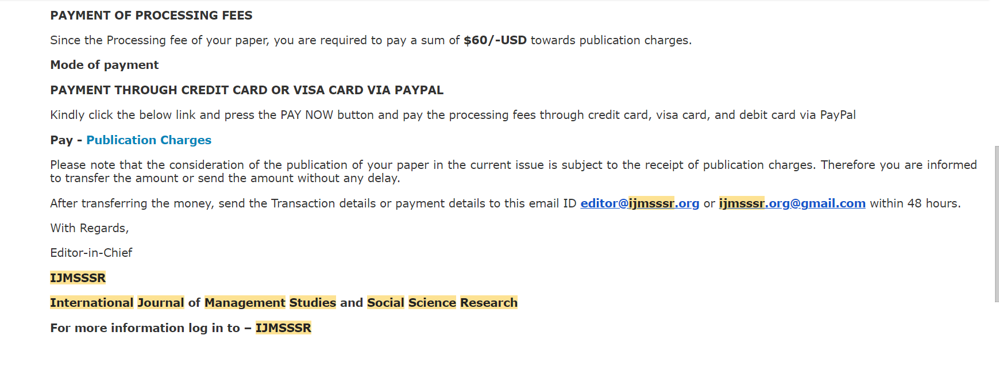 PAYMENT OF PROCESSING FEES
Since the Processing fee of your paper, you are required to pay a sum of $60/-USD towards publication charges.
Mode of payment
PAYMENT THROUGH CREDIT CARD OR VISA CARD VIA PAYPAL
Kindly click the below link and press the PAY NOW button and pay the processing fees through credit card, visa card, and debit card via PayPal
Pay - Publication Charges
Please note that the consideration of the publication of your paper in the current issue is subject to the receipt of publication charges. Therefore you are informed
to transfer the amount or send the amount without any delay.
After transferring the money, send the Transaction details or payment details to this email ID editor@ijmsssr.org or ijmsssr.org@gmail.com within 48 hours.
With Regards,
Editor-in-Chief
IJMSSSR
International Journal of Management Studies and Social Science Research
For more information log in to – IJMSSSR